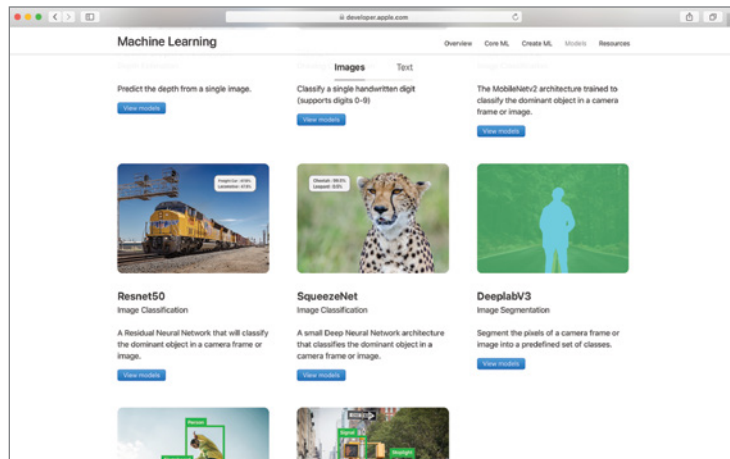 developer.apple.com
Machine Learning
Overview Core ML Create ML Models Resources
Images Text
Predict the depth from a single image.
View models
Classify a single handwritten digit
(supports digits 0-9)
View models
The MobileNetv2 architecture trained to
classify the dominant object in a camera
frame or image.
View models
Resnet50
Image Classification
A Residual Neural Network that will classify
the dominant object in a camera frame or
image.
View models
SqueezeNet
Image Classification
A small Deep Neural Network architecture
that classifies the dominant object in a
camera frame or image.
View models
DeeplabV3
Image Segmentation
Segment the pixels of a camera frame or
image into a predefined set of classes.
View models